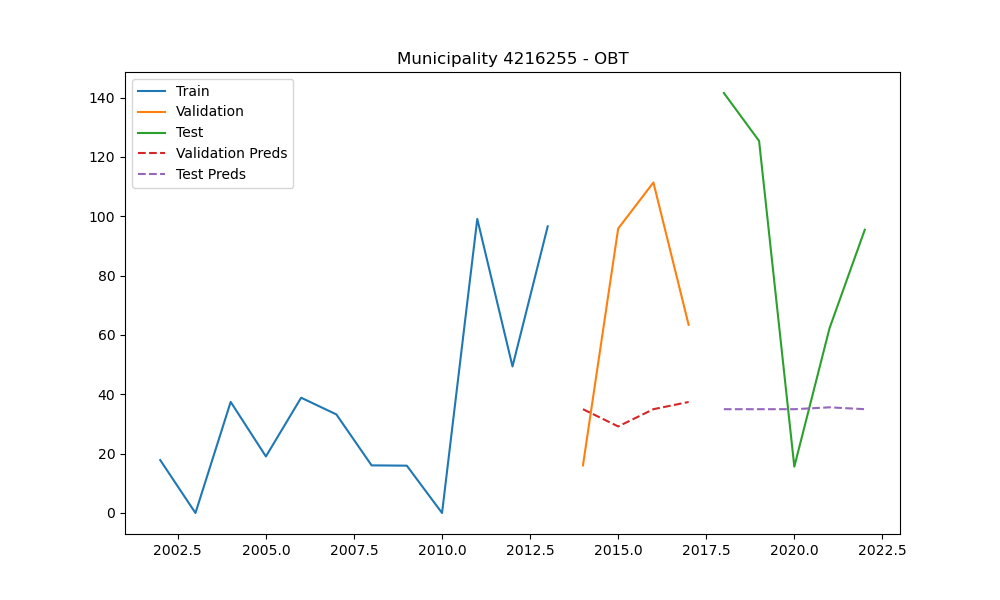 Municipality 4216255 - OBT
Train
Validation
Test
Validation Preds
Test Preds
140
120
100
80
60
40
20
0
2002.5 2005.0 2007.5 2010.0 2012.5 2015.0 2017.5 2020.0 2022.5